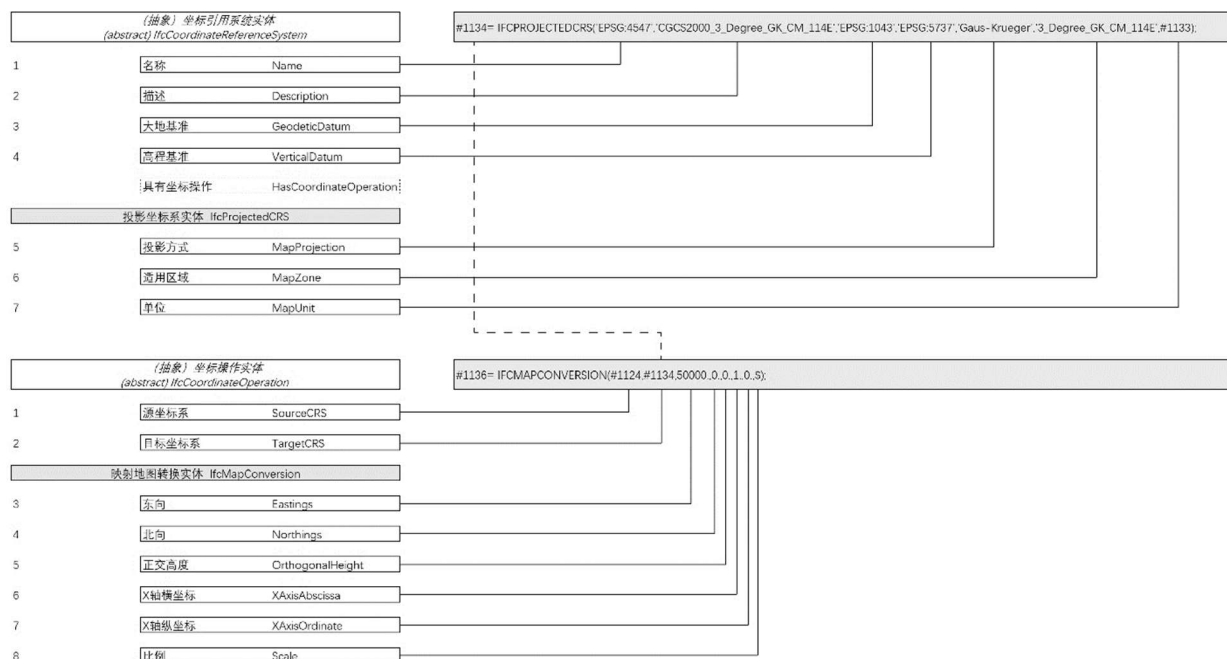 (抽象) 坐标引用系统实体
(abstract) IfcCoordinateReferenceSystem
#1134= IFCPROJECTEDCRS('EPSG:4547','CGCS2000_3_Degree_GK_CM_114E','EPSG:1043','EPSG:5737','Gaus-Krueger','3_Degree_GK_CM_114E',#1133);
1 名称 Name
2 描述 Description
3 大地基准 GeodeticDatum
4 高程基准 VerticalDatum
具有坐标操作 HasCoordinateOperation
投影坐标系实体 IfcProjectedCRS
5 投影方式 MapProjection
6 适用区域 MapZone
7 单位 MapUnit
(抽象) 坐标操作实体
(abstract) IfcCoordinateOperation
#1136= IFCMAPCONVERSION(#1124,#1134,50000.,0.,0.,1.,0.,S);
1 源坐标系 SourceCRS
2 目标坐标系 TargetCRS
映射地图转换实体 IfcMapConversion
3 东向 Eastings
4 北向 Northings
5 正交高度 OrthogonalHeight
6 X轴横坐标 XAxisAbscissa
7 X轴纵坐标 XAxisOrdinate
8 比例 Scale